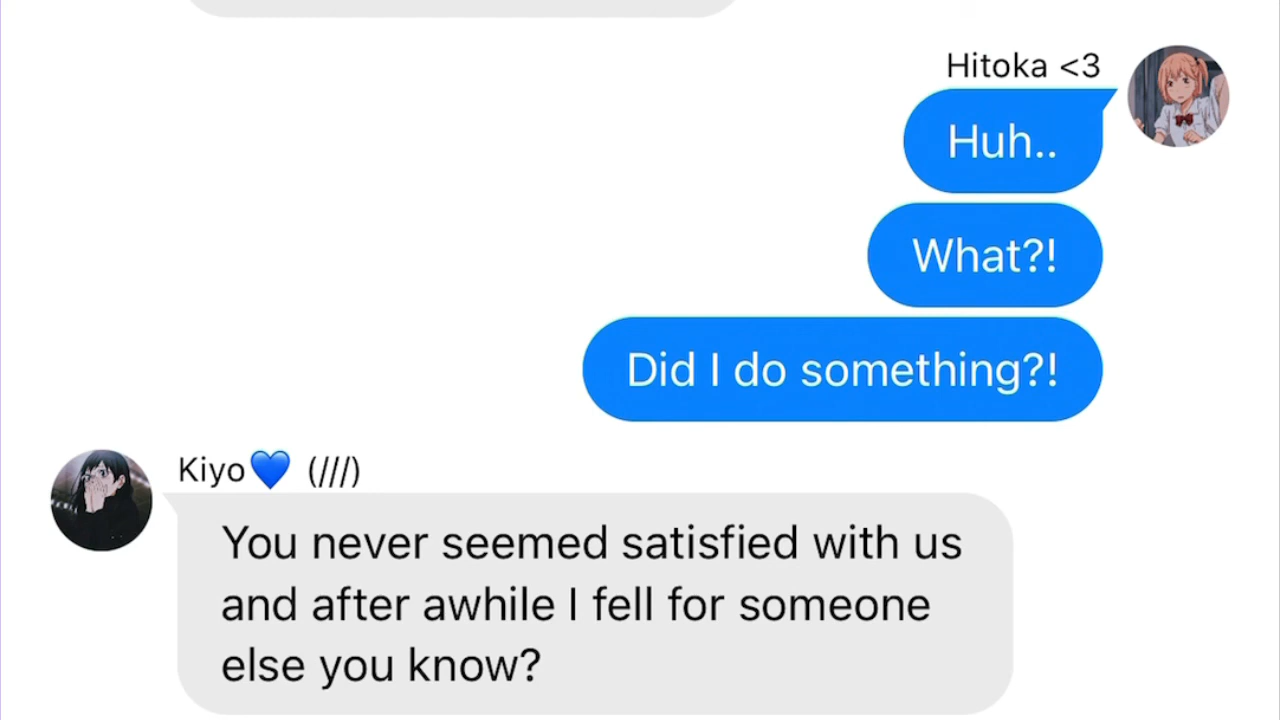 Hitoka <3
Huh..
What?!
Did I do something?!
Kiyo💙 (///)
You never seemed satisfied with us
and after awhile I fell for someone
else you know?